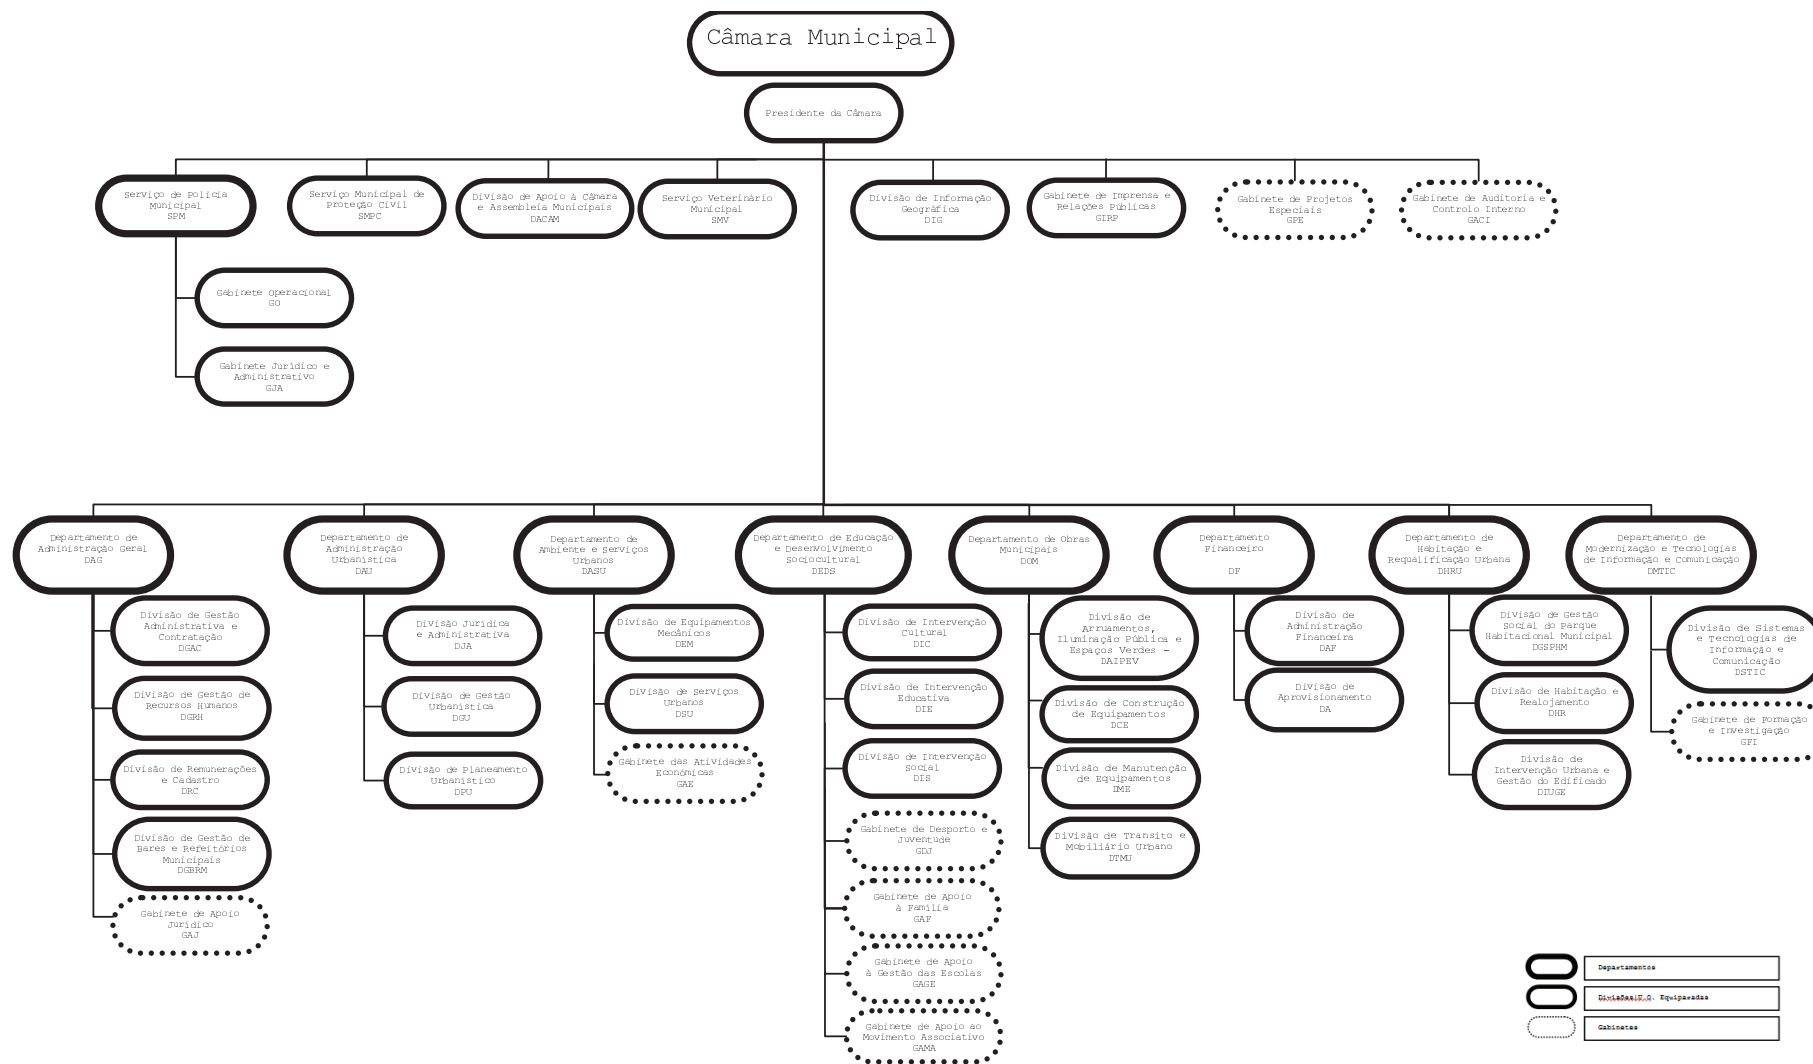 Câmara Municipal
Presidente da Câmara
Serviço de Polícia
Municipal
SPM
Serviço Municipal de
Proteção Civil
SMPC
Divisão de Apoio à Câmara
e Assembleia Municipais
DACAM
Serviço Veterinário
Municipal
SMV
Divisão de Informação
Geográfica
DIG
Gabinete de Imprensa e
Relações Públicas
GIRP
Gabinete de Projetos
Especiais
GPE
Gabinete de Auditoria e
Controlo Interno
GACI
Gabinete Operacional
GO
Gabinete Jurídico e
Administrativo
GJA
Departamento de
Administração Geral
DAG
Departamento de
Administração
Urbanística
DAU
Departamento de
Ambiente e Serviços
Urbanos
DASU
Departamento de Educação
e Desenvolvimento
sociocultural
DEDS
Departamento de Obras
Municipais
DOM
Departamento
Financeiro
DF
Departamento de
Habitação e
Requalificação Urbana
DHRU
Departamento de
Modernização e Tecnologias
de Informação e Comunicação
DMTIC
Divisão de Gestão
Administrativa e
Contratação
DGAC
Divisão de Gestão de
Recursos Humanos
DGRH
Divisão de Remunerações
e Cadastro
DRC
Divisão de Gestão de
Bares e Refeitórios
Municipais
DGBRM
Gabinete de Apoio
Jurídico
GAJ
Divisão Jurídica
e Administrativa
DJA
Divisão de Gestão
Urbanística
DGU
Divisão de Planeamento
Urbanístico
DPU
Divisão de Equipamentos
Mecânicos
DEM
Divisão de Serviços
Urbanos
DSU
Gabinete das Atividades
Económicas
GAE
Divisão de Intervenção
Cultural
DIC
Divisão de Intervenção
Educativa
DIE
Divisão de Intervenção
Social
DIS
Gabinete de Desporto e
Juventude
GDJ
Gabinete de Apoio
à Família
GAF
Gabinete de Apoio
à Gestão das Escolas
GAGE
Gabinete de Apoio ao
Movimento Associativo
GAMA
Divisão de
Arruamentos,
Iluminação Pública e
Espaços Verdes –
DAIPEV
Divisão de Construção
de Equipamentos
DCE
Divisão de Manutenção
de Equipamentos
DME
Divisão de Transito e
Mobiliário Urbano
DTMU
Divisão de
Administração
Financeira
DAF
Divisão de
Aprovisionamento
DA
Divisão de Gestão
Social do Parque
Habitacional Municipal
DGSPHM
Divisão de Habitação e
Realojamento
DHR
Divisão de
Intervenção Urbana e
Gestão do Edificado
DIUGE
Divisão de Sistemas
e Tecnologias de
Informação e
Comunicação
DSTIC
Gabinete de Formação
e Investigação
GFI
Departamentos
Divisões/U.O. Equiparadas
Gabinetes